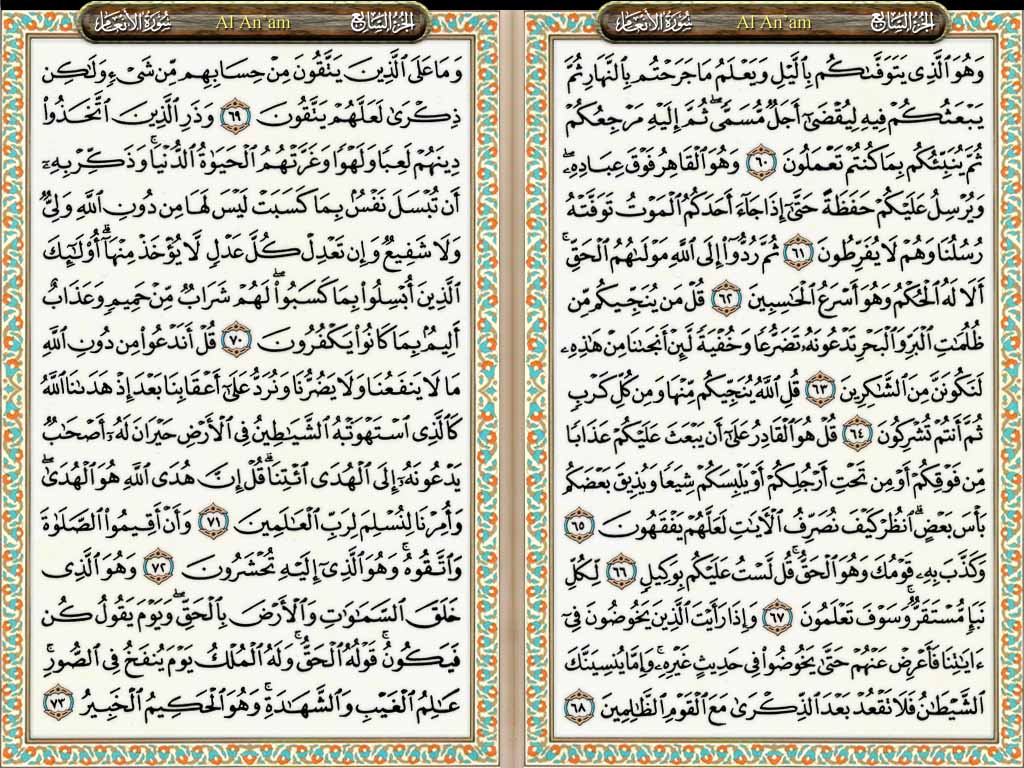 الجزء السابع
Al An'am
سورة الأنعام
وَهُوَ ٱلَّذِى يَتَوَفَّىٰكُم بِٱلَّيْلِ وَيَعْلَمُ مَا جَرَحْتُم بِٱلنَّهَارِ ثُمَّ
يَبْعَثُكُمْ فِيهِ لِيُقْضَىٰٓ أَجَلٌ مُّسَمًّى ۖ ثُمَّ إِلَيْهِ مَرْجِعُكُمْ
ثُمَّ يُنَبِّئُكُم بِمَا كُنتُمْ تَعْمَلُونَ ٦٠ وَهُوَ ٱلْقَاهِرُ فَوْقَ عِبَادِهِۦ ۖ
وَيُرْسِلُ عَلَيْكُمْ حَفَظَةً حَتَّىٰٓ إِذَا جَآءَ أَحَدَكُمُ ٱلْمَوْتُ تَوَفَّتْهُ
رُسُلُنَا وَهُمْ لَا يُفَرِّطُونَ ٦١ ثُمَّ رُدُّوٓا۟ إِلَى ٱللَّهِ مَوْلَىٰهُمُ ٱلْحَقِّ ۚ
أَلَا لَهُ ٱلْحُكْمُ وَهُوَ أَسْرَعُ ٱلْحَٰسِبِينَ ٦٢ قُلْ مَن يُنَجِّيكُم مِّن
ظُلُمَٰتِ ٱلْبَرِّ وَٱلْبَحْرِ تَدْعُونَهُۥ تَضَرُّعًا وَخُفْيَةً لَّئِنْ أَنجَىٰنَا مِنْ هَٰذِهِۦ
لَنَكُونَنَّ مِنَ ٱلشَّٰكِرِينَ ٦٣ قُلِ ٱللَّهُ يُنَجِّيكُم مِّنْهَا وَمِن كُلِّ كَرْبٍ
ثُمَّ أَنتُمْ تُشْرِكُونَ ٦٤ قُلْ هُوَ ٱلْقَادِرُ عَلَىٰٓ أَن يَبْعَثَ عَلَيْكُمْ عَذَابًا
مِّن فَوْقِكُمْ أَوْ مِن تَحْتِ أَرْجُلِكُمْ أَوْ يَلْبِسَكُمْ شِيَعًا وَيُذِيقَ بَعْضَكُم
بَأْسَ بَعْضٍ ۗ ٱنظُرْ كَيْفَ نُصَرِّفُ ٱلْءَايَٰتِ لَعَلَّهُمْ يَفْقَهُونَ ٦٥
وَكَذَّبَ بِهِۦ قَوْمُكَ وَهُوَ ٱلْحَقُّ ۚ قُل لَّسْتُ عَلَيْكُم بِوَكِيلٍ ٦٦ لِّكُلِّ
نَبَإٍ مُّسْتَقَرٌّ ۚ وَسَوْفَ تَعْلَمُونَ ٦٧ وَإِذَا رَأَيْتَ ٱلَّذِينَ يَخُوضُونَ فِىٓ
ءَايَٰتِنَا فَأَعْرِضْ عَنْهُمْ حَتَّىٰ يَخُوضُوا۟ فِى حَدِيثٍ غَيْرِهِۦ ۚ وَإِمَّا يُنسِيَنَّكَ
ٱلشَّيْطَٰنُ فَلَا تَقْعُدْ بَعْدَ ٱلذِّكْرَىٰ مَعَ ٱلْقَوْمِ ٱلظَّٰلِمِينَ ٦٨
الجزء السابع
Al An'am
سورة الأنعام
وَمَا عَلَى ٱلَّذِينَ يَتَّقُونَ مِنْ حِسَابِهِم مِّن شَىْءٍ وَلَٰكِن
ذِكْرَىٰ لَعَلَّهُمْ يَتَّقُونَ ٦٩ وَذَرِ ٱلَّذِينَ ٱتَّخَذُوا۟
دِينَهُمْ لَعِبًا وَلَهْوًا وَغَرَّتْهُمُ ٱلْحَيَوٰةُ ٱلدُّنْيَا ۚ وَذَكِّرْ بِهِۦٓ
أَن تُبْسَلَ نَفْسٌۢ بِمَا كَسَبَتْ لَيْسَ لَهَا مِن دُونِ ٱللَّهِ وَلِىٌّ
وَلَا شَفِيعٌ وَإِن تَعْدِلْ كُلَّ عَدْلٍ لَّا يُؤْخَذْ مِنْهَآ ۗ أُو۟لَٰٓئِكَ
ٱلَّذِينَ أُبْسِلُوا۟ بِمَا كَسَبُوا۟ ۖ لَهُمْ شَرَابٌ مِّنْ حَمِيمٍ وَعَذَابٌ
أَلِيمٌۢ بِمَا كَانُوا۟ يَكْفُرُونَ ٧٠ قُلْ أَنَدْعُوا۟ مِن دُونِ ٱللَّهِ
مَا لَا يَنفَعُنَا وَلَا يَضُرُّنَا وَنُرَدُّ عَلَىٰٓ أَعْقَابِنَا بَعْدَ إِذْ هَدَىٰنَا ٱللَّهُ
كَٱلَّذِى ٱسْتَهْوَتْهُ ٱلشَّيَٰطِينُ فِى ٱلْأَرْضِ حَيْرَانَ لَهُۥٓ أَصْحَٰبٌ
يَدْعُونَهُۥٓ إِلَى ٱلْهُدَى ٱئْتِنَا ۗ قُلْ إِنَّ هُدَى ٱللَّهِ هُوَ ٱلْهُدَىٰ ۖ
وَأُمِرْنَا لِنُسْلِمَ لِرَبِّ ٱلْعَٰلَمِينَ ٧١ وَأَنْ أَقِيمُوا۟ ٱلصَّلَوٰةَ
وَٱتَّقُوهُ ۚ وَهُوَ ٱلَّذِىٓ إِلَيْهِ تُحْشَرُونَ ٧٢ وَهُوَ ٱلَّذِى
خَلَقَ ٱلسَّمَٰوَٰتِ وَٱلْأَرْضَ بِٱلْحَقِّ ۖ وَيَوْمَ يَقُولُ كُن
فَيَكُونُ ۚ قَوْلُهُ ٱلْحَقُّ ۚ وَلَهُ ٱلْمُلْكُ يَوْمَ يُنفَخُ فِى ٱلصُّورِ ۚ
عَٰلِمُ ٱلْغَيْبِ وَٱلشَّهَٰدَةِ ۚ وَهُوَ ٱلْحَكِيمُ ٱلْخَبِيرُ ٧٣